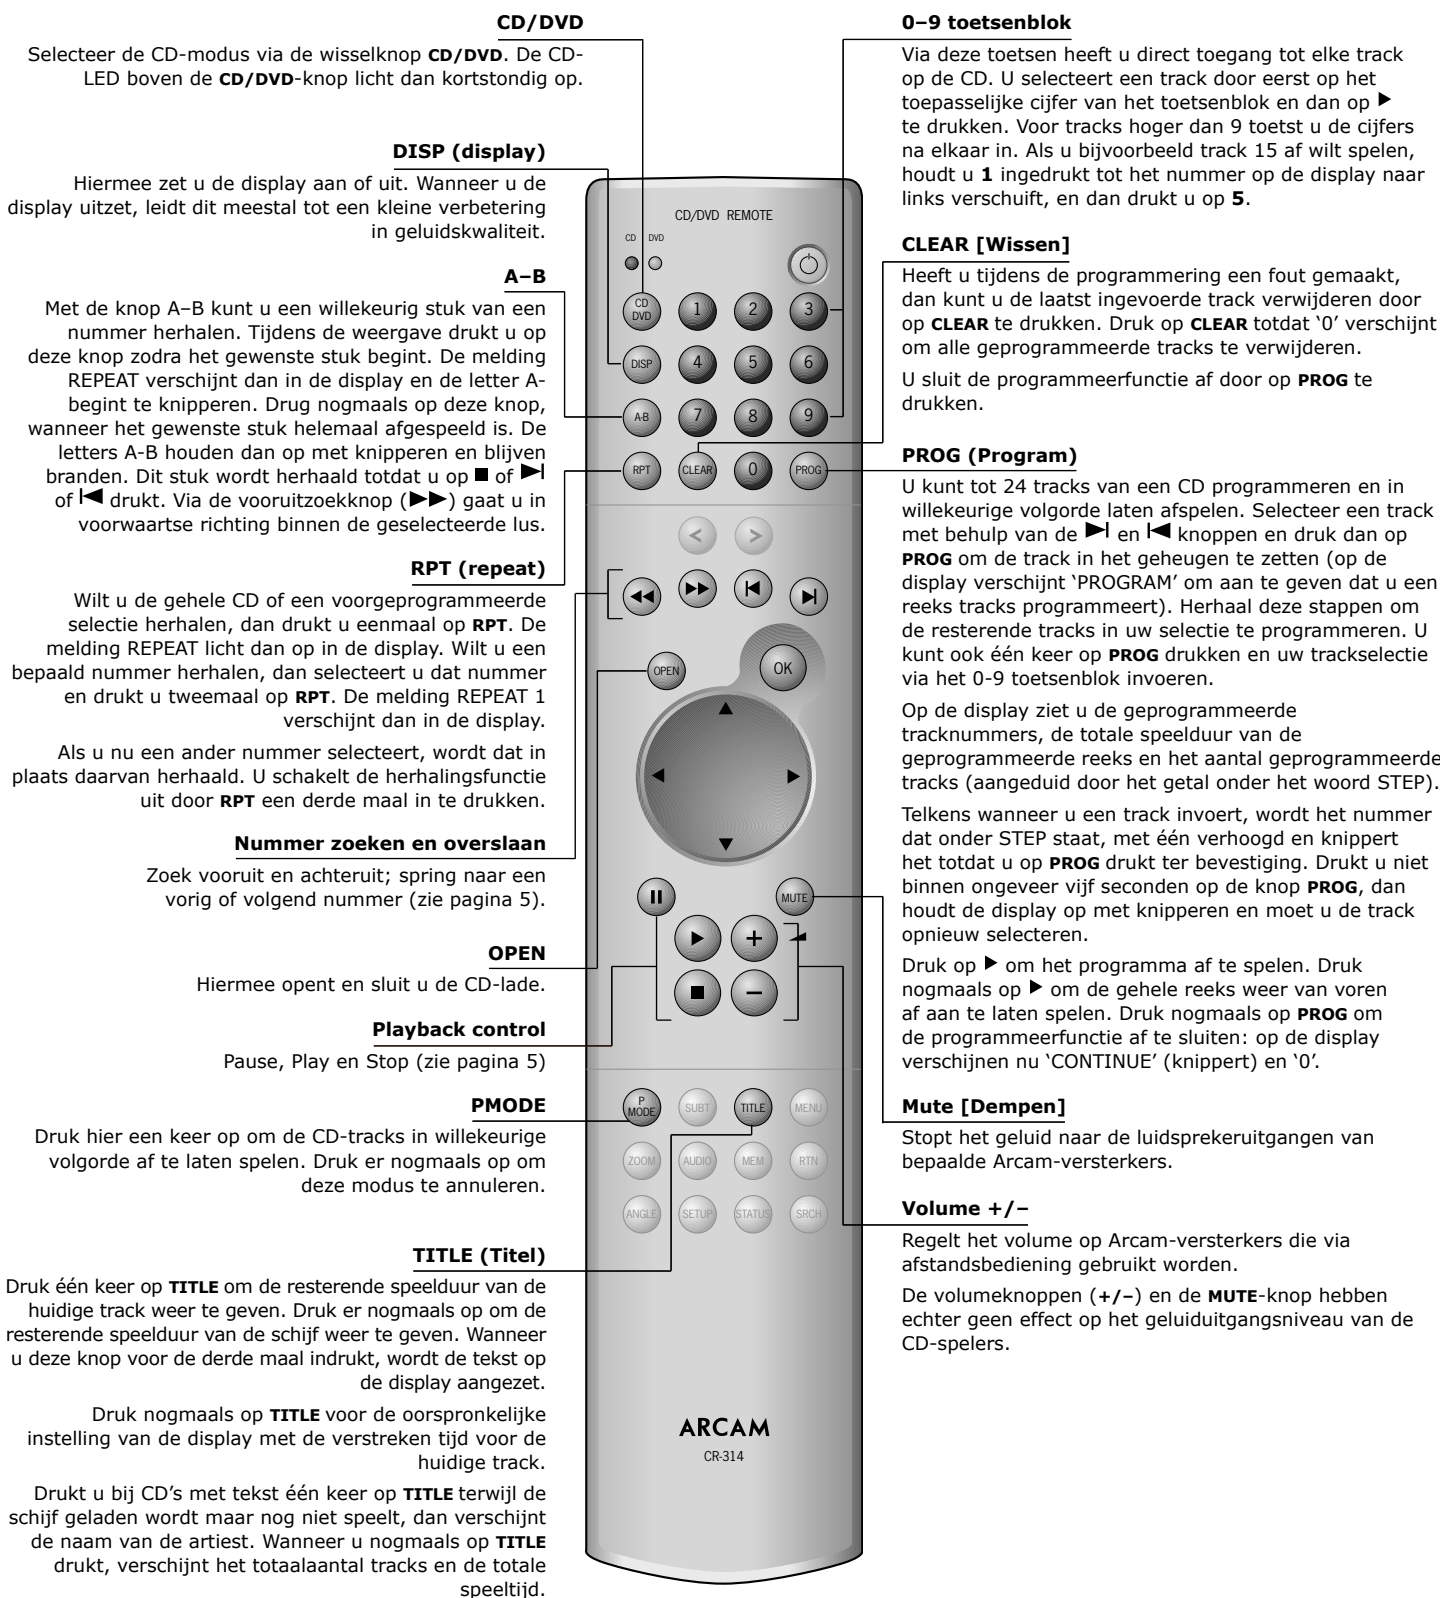 CD/DVD
Selecteer de CD-modus via de wisselknop CD/DVD. De CD-
LED boven de CD/DVD-knop licht dan kortstondig op.
DISP (display)
Hiermee zet u de display aan of uit. Wanneer u de
display uitzet, leidt dit meestal tot een kleine verbetering
in geluidskwaliteit.
A–B
Met de knop A–B kunt u een willekeurig stuk van een
nummer herhalen. Tijdens de weergave drukt u op
deze knop zodra het gewenste stuk begint. De melding
REPEAT verschijnt dan in de display en de letter A-
begint te knipperen. Drug nogmaals op deze knop,
wanneer het gewenste stuk helemaal afgespeeld is. De
letters A-B houden dan op met knipperen en blijven
branden. Dit stuk wordt herhaald totdat u op ■ of ▶|
of |◀ drukt. Via de vooruitzoekknop (▶▶) gaat u in
voorwaartse richting binnen de geselecteerde lus.
RPT (repeat)
Wilt u de gehele CD of een voorgeprogrammeerde
selectie herhalen, dan drukt u eenmaal op RPT. De
melding REPEAT licht dan op in de display. Wilt u een
bepaald nummer herhalen, dan selecteert u dat nummer
en drukt u tweemaal op RPT. De melding REPEAT 1
verschijnt dan in de display.
Als u nu een ander nummer selecteert, wordt dat in
plaats daarvan herhaald. U schakelt de herhalingsfunctie
uit door RPT een derde maal in te drukken.
Nummer zoeken en overslaan
Zoek vooruit en achteruit; spring naar een
vorig of volgend nummer (zie pagina 5).
OPEN
Hiermee opent en sluit u de CD-lade.
Playback control
Pause, Play en Stop (zie pagina 5)
PMODE
Druk hier een keer op om de CD-tracks in willekeurige
volgorde af te laten spelen. Druk er nogmaals op om
deze modus te annuleren.
TITLE (Titel)
Druk één keer op TITLE om de resterende speelduur van de
huidige track weer te geven. Druk er nogmaals op om de
resterende speelduur van de schijf weer te geven. Wanneer
u deze knop voor de derde maal indrukt, wordt de tekst op
de display aangezet.
Druk nogmaals op TITLE voor de oorspronkelijke
instelling van de display met de verstreken tijd voor de
huidige track.
Drukt u bij CD’s met tekst één keer op TITLE terwijl de
schijf geladen wordt maar nog niet speelt, dan verschijnt
de naam van de artiest. Wanneer u nogmaals op TITLE
drukt, verschijnt het totaalaantal tracks en de totale
speeltijd.
CD/DVD REMOTE
CD DVD
CD DVD 1 2 3
DISP 4 5 6
A-B 7 8 9
RPT CLEAR 0 PROG
< >
◀◀ ▶▶ |◀ ▶|
OPEN OK
MUTE
+
−
P MODE SUBT TITLE MENU
ZOOM AUDIO MEM RTN
ANGLE SETUP STATUS SRCH
ARCAM
CR-314
0–9 toetsenblok
Via deze toetsen heeft u direct toegang tot elke track
op de CD. U selecteert een track door eerst op het
toepasselijke cijfer van het toetsenblok en dan op ▶
te drukken. Voor tracks hoger dan 9 toetst u de cijfers
na elkaar in. Als u bijvoorbeeld track 15 af wilt spelen,
houdt u 1 ingedrukt tot het nummer op de display naar
links verschuift, en dan drukt u op 5.
CLEAR [Wissen]
Heeft u tijdens de programmering een fout gemaakt,
dan kunt u de laatst ingevoerde track verwijderen door
op CLEAR te drukken. Druk op CLEAR totdat ‘0’ verschijnt
om alle geprogrammeerde tracks te verwijderen.
U sluit de programmeerfunctie af door op PROG te
drukken.
PROG (Program)
U kunt tot 24 tracks van een CD programmeren en in
willekeurige volgorde laten afspelen. Selecteer een track
met behulp van de ▶| en |◀ knoppen en druk dan op
PROG om de track in het geheugen te zetten (op de
display verschijnt ‘PROGRAM’ om aan te geven dat u een
reeks tracks programmeert). Herhaal deze stappen om
de resterende tracks in uw selectie te programmeren. U
kunt ook één keer op PROG drukken en uw trackselectie
via het 0-9 toetsenblok invoeren.
Op de display ziet u de geprogrammeerde
tracknummers, de totale speelduur van de
geprogrammeerde reeks en het aantal geprogrammeerde
tracks (aangeduid door het getal onder het woord STEP).
Telkens wanneer u een track invoert, wordt het nummer
dat onder STEP staat, met één verhoogd en knippert
het totdat u op PROG drukt ter bevestiging. Drukt u niet
binnen ongeveer vijf seconden op de knop PROG, dan
houdt de display op met knipperen en moet u de track
opnieuw selecteren.
Druk op ▶ om het programma af te spelen. Druk
nogmaals op ▶ om de gehele reeks weer van voren
af aan te laten spelen. Druk nogmaals op PROG om
de programmeerfunctie af te sluiten: op de display
verschijnen nu ‘CONTINUE’ (knippert) en ‘0’.
Mute [Dempen]
Stopt het geluid naar de luidsprekeruitgangen van
bepaalde Arcam-versterkers.
Volume +/–
Regelt het volume op Arcam-versterkers die via
afstandsbediening gebruikt worden.
De volumeknoppen (+/–) en de MUTE-knop hebben
echter geen effect op het geluiduitgangsniveau van de
CD-spelers.